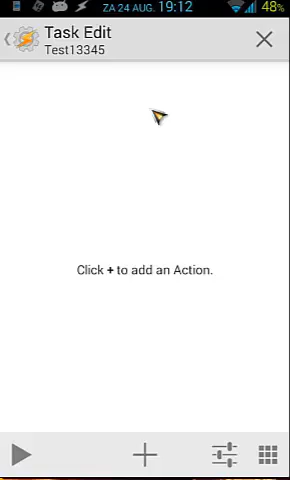 ZA 24 AUG. 19:12 48%
Task Edit
Test13345
Click + to add an Action.